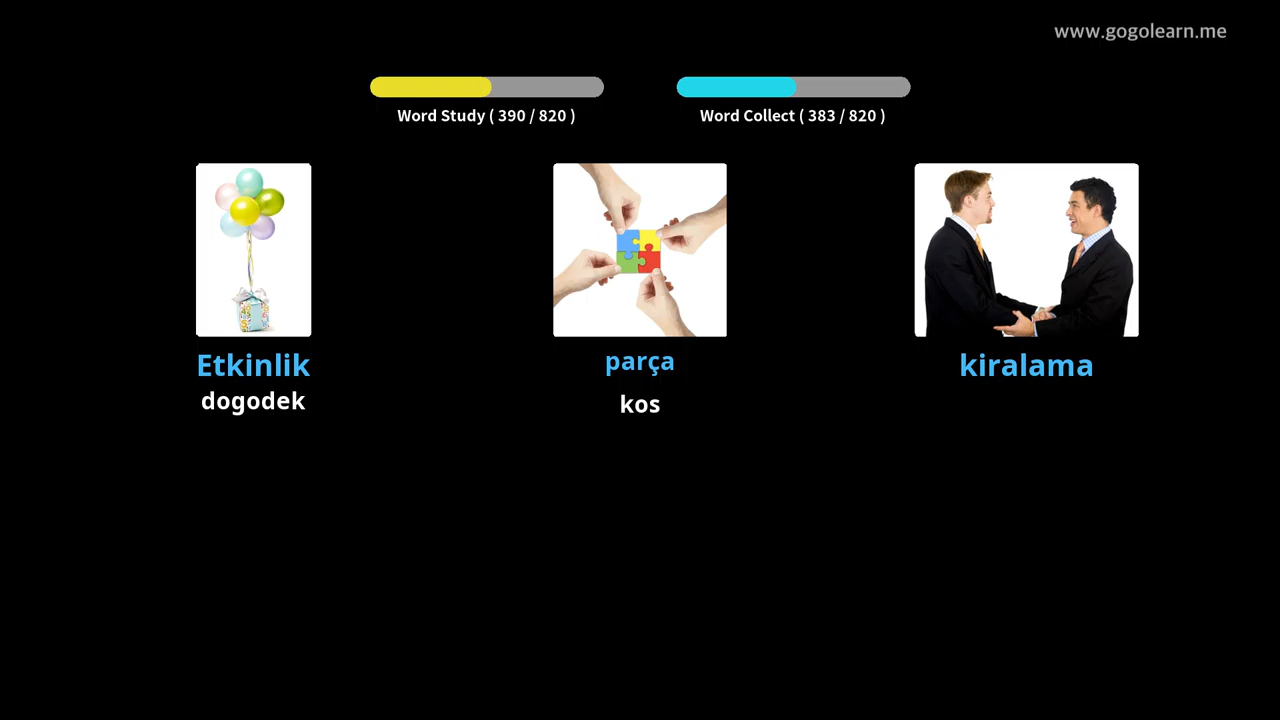 www.gogolearn.me
Word Study ( 390 / 820 )
Word Collect ( 383 / 820 )
Etkinlik
dogodek
parça
kos
kiralama